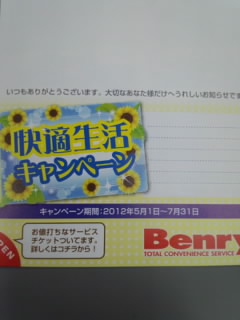 いつもありがとうございます。大切なあなた様だけへうれしいお知らせです
快適生活
キャンペーン
キャンペーン期間:2012年5月1日～7月31日
お値打ちなサービス
チケットついてます。
詳しくはコチラから!
Benry
TOTAL CONVENIENCE SERVICE
PEN